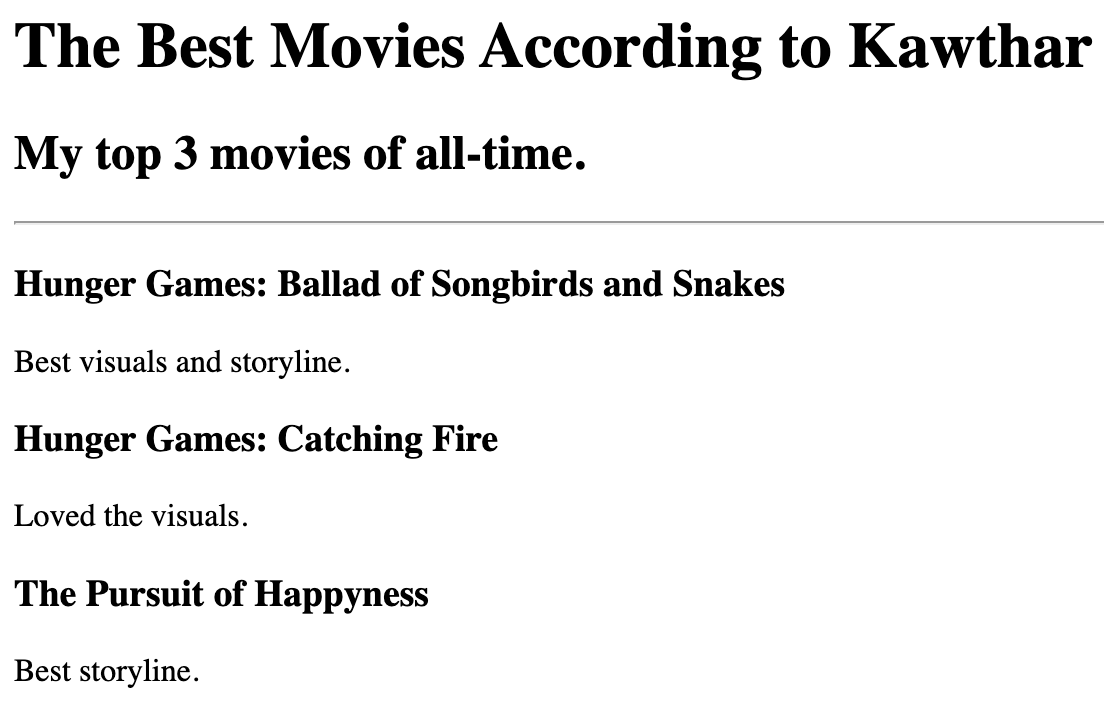 The Best Movies According to Kawthar
My top 3 movies of all-time.
Hunger Games: Ballad of Songbirds and Snakes
Best visuals and storyline.
Hunger Games: Catching Fire
Loved the visuals.
The Pursuit of Happyness
Best storyline.